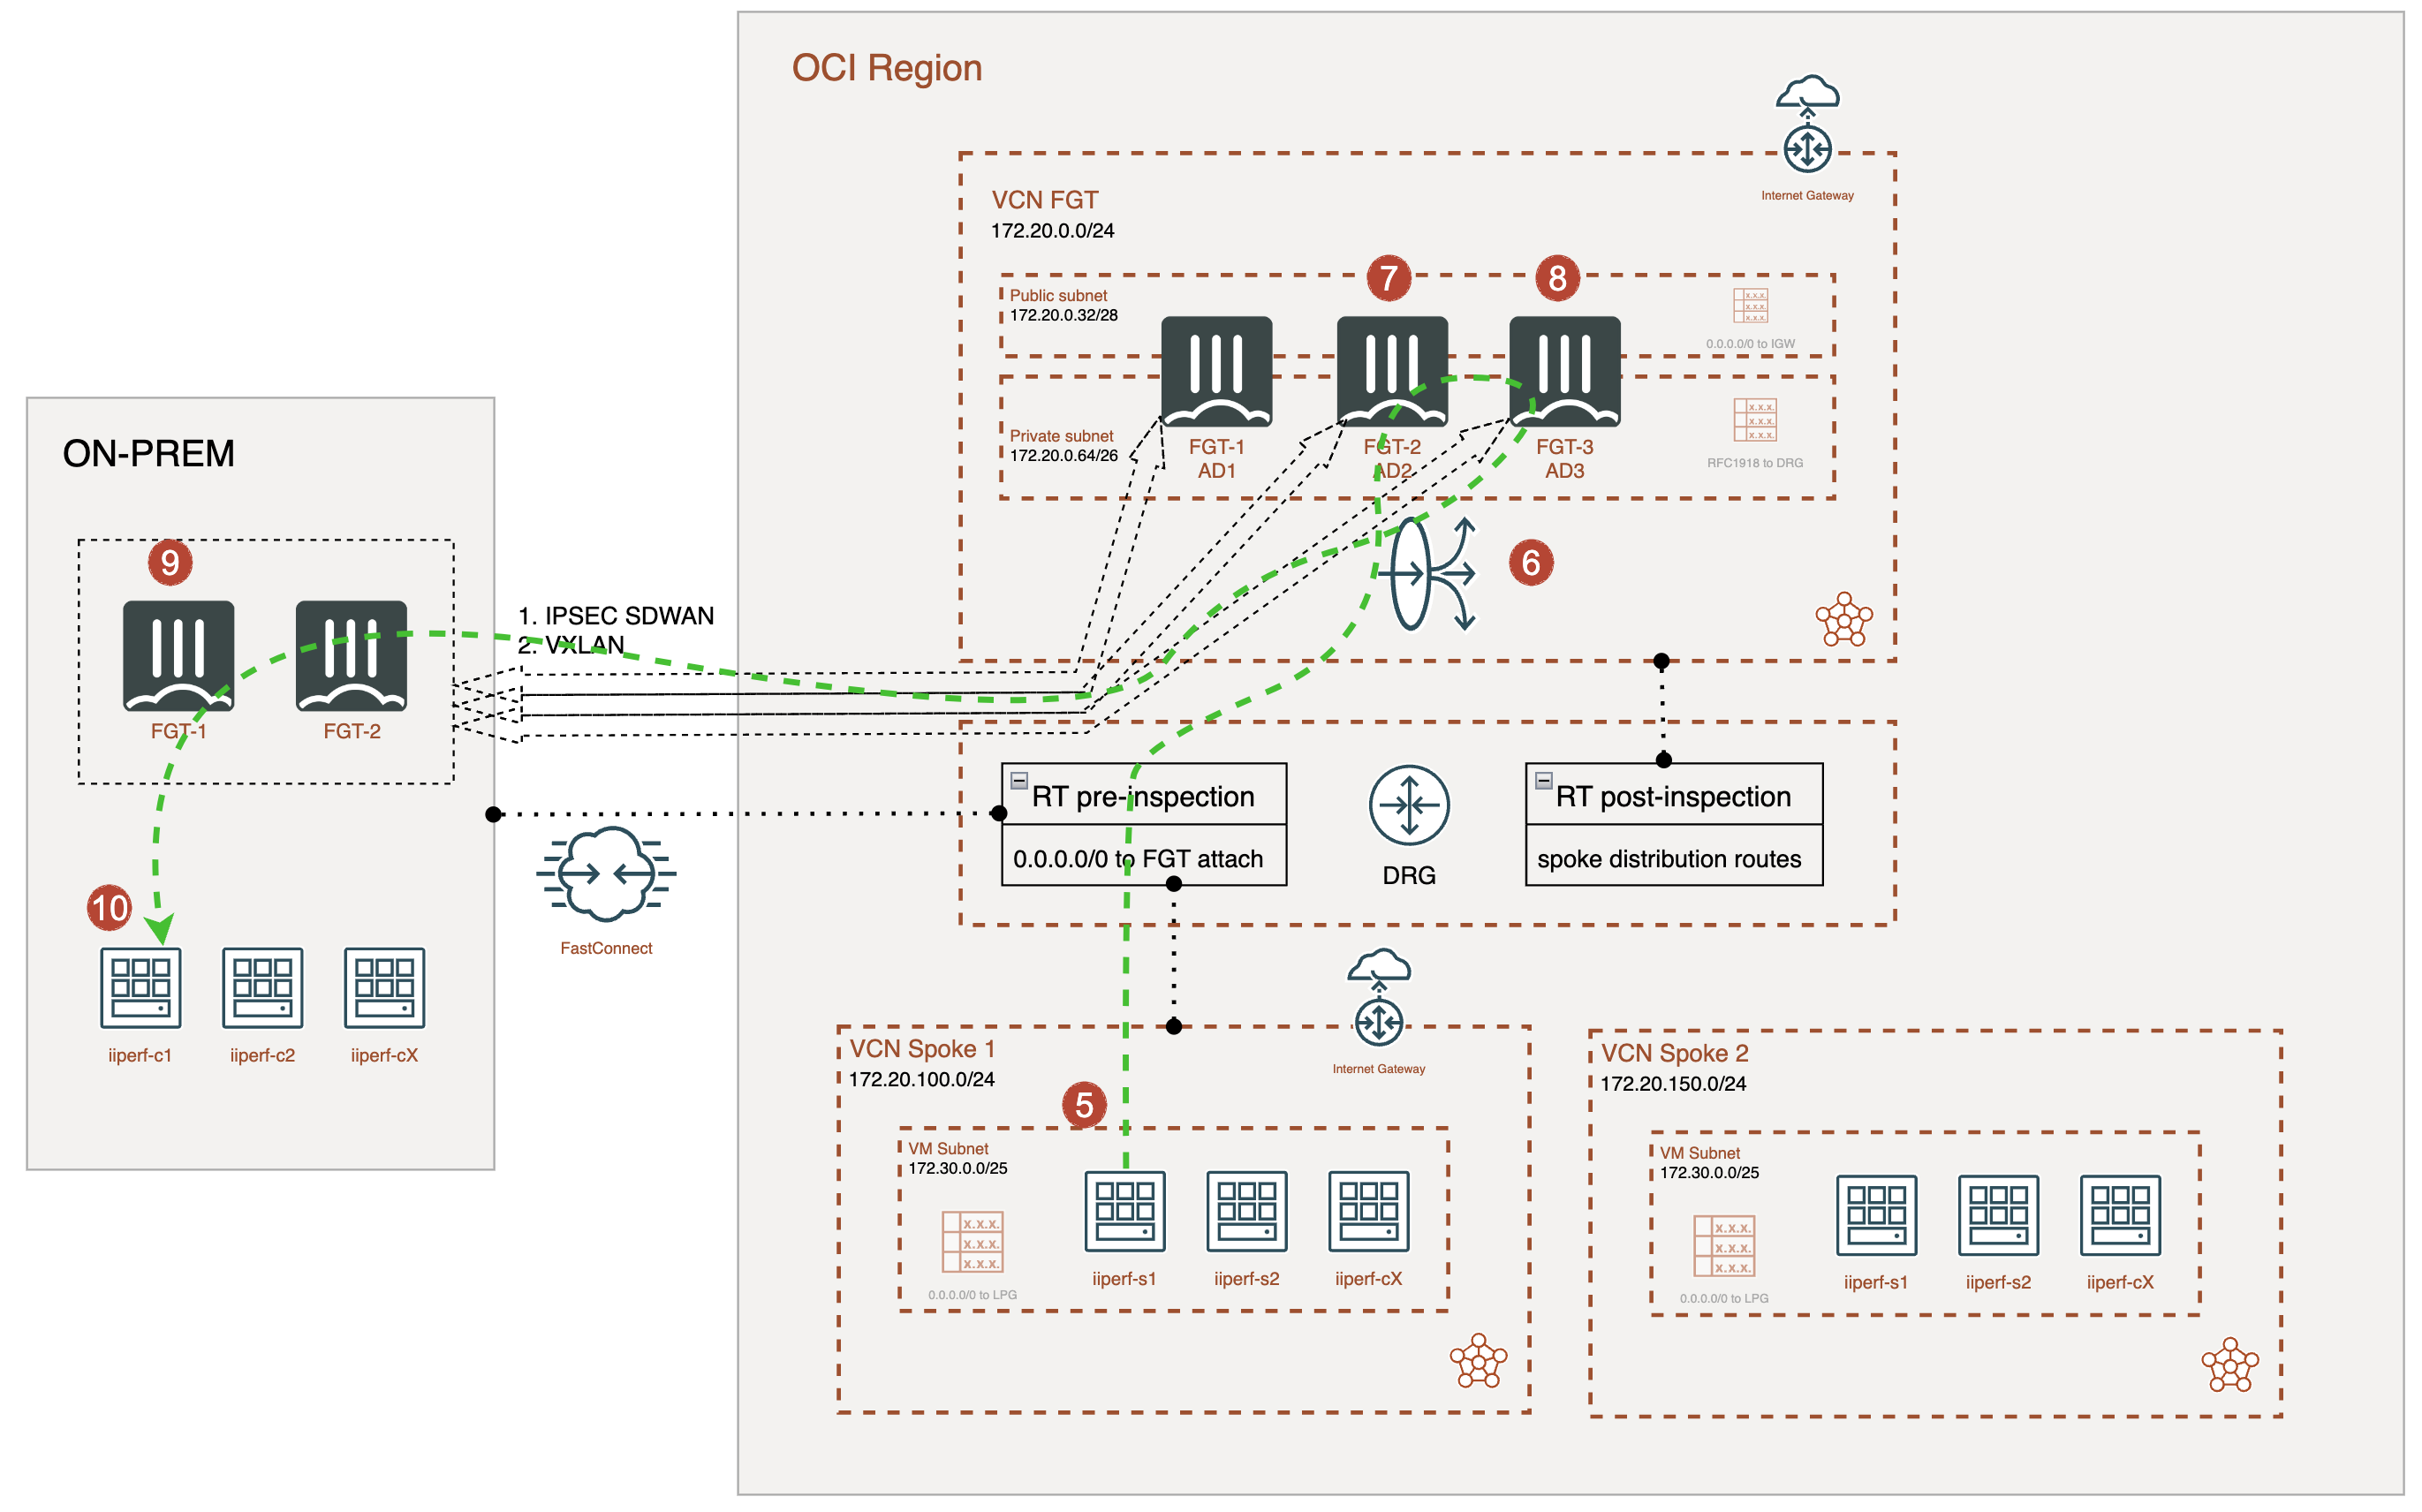 OCI Region
Internet Gateway
VCN FGT
172.20.0.0/24
7
8
Public subnet
172.20.0.32/28
x.x.x.
x.x.x.
x.x.x.
0.0.0.0/0 to IGW
Private subnet
172.20.0.64/26
x.x.x.
x.x.x.
x.x.x.
RFC1918 to DRG
FGT-1
AD1
FGT-2
AD2
FGT-3
AD3
6
ON-PREM
9
FGT-1
FGT-2
1. IPSEC SDWAN
2. VXLAN
RT pre-inspection
0.0.0.0/0 to FGT attach
DRG
RT post-inspection
spoke distribution routes
FastConnect
10
iiperf-c1
iiperf-c2
iiperf-cX
Internet Gateway
VCN Spoke 1
172.20.100.0/24
5
VM Subnet
172.30.0.0/25
x.x.x.
x.x.x.
x.x.x.
0.0.0.0/0 to LPG
iiperf-s1
iiperf-s2
iiperf-cX
VCN Spoke 2
172.20.150.0/24
VM Subnet
172.30.0.0/25
x.x.x.
x.x.x.
x.x.x.
0.0.0.0/0 to LPG
iiperf-s1
iiperf-s2
iiperf-cX